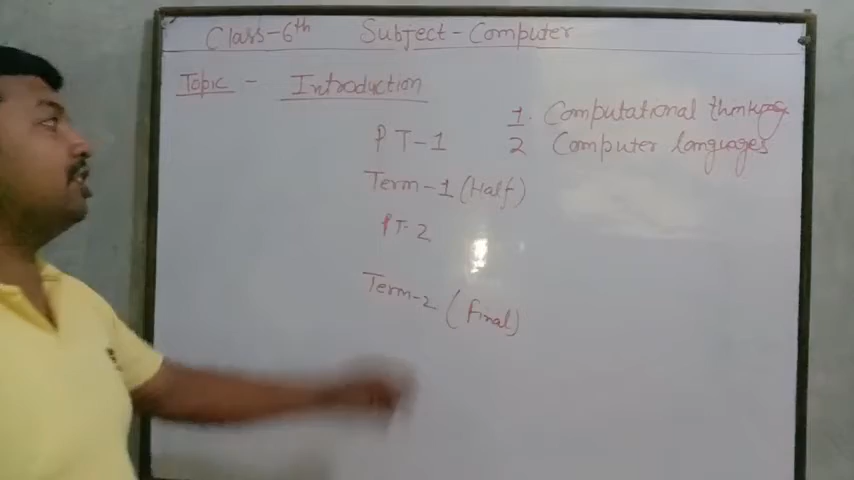 Class-6th Subject-Computer
Topic - Introduction
PT-1
Term-1 (Half)
PT-2
Term-2 (Final)
1. Computational thinking
2 Computer languages